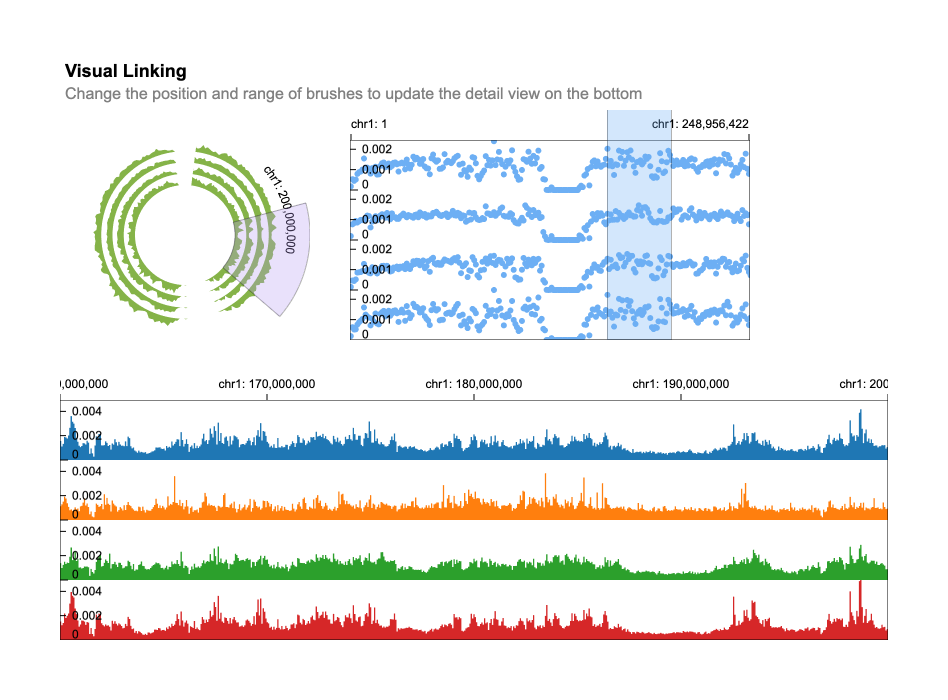 Visual Linking
Change the position and range of brushes to update the detail view on the bottom
chr1: 1
chr1: 248,956,422
chr1: 200,000,000
0.002
0.001
0
0.002
0.001
0
0.002
0.001
0
0.002
0.001
0
0,000,000
chr1: 170,000,000
chr1: 180,000,000
chr1: 190,000,000
chr1: 200
0.004
0.002
0
0.004
0.002
0
0.004
0.002
0
0.004
0.002
0